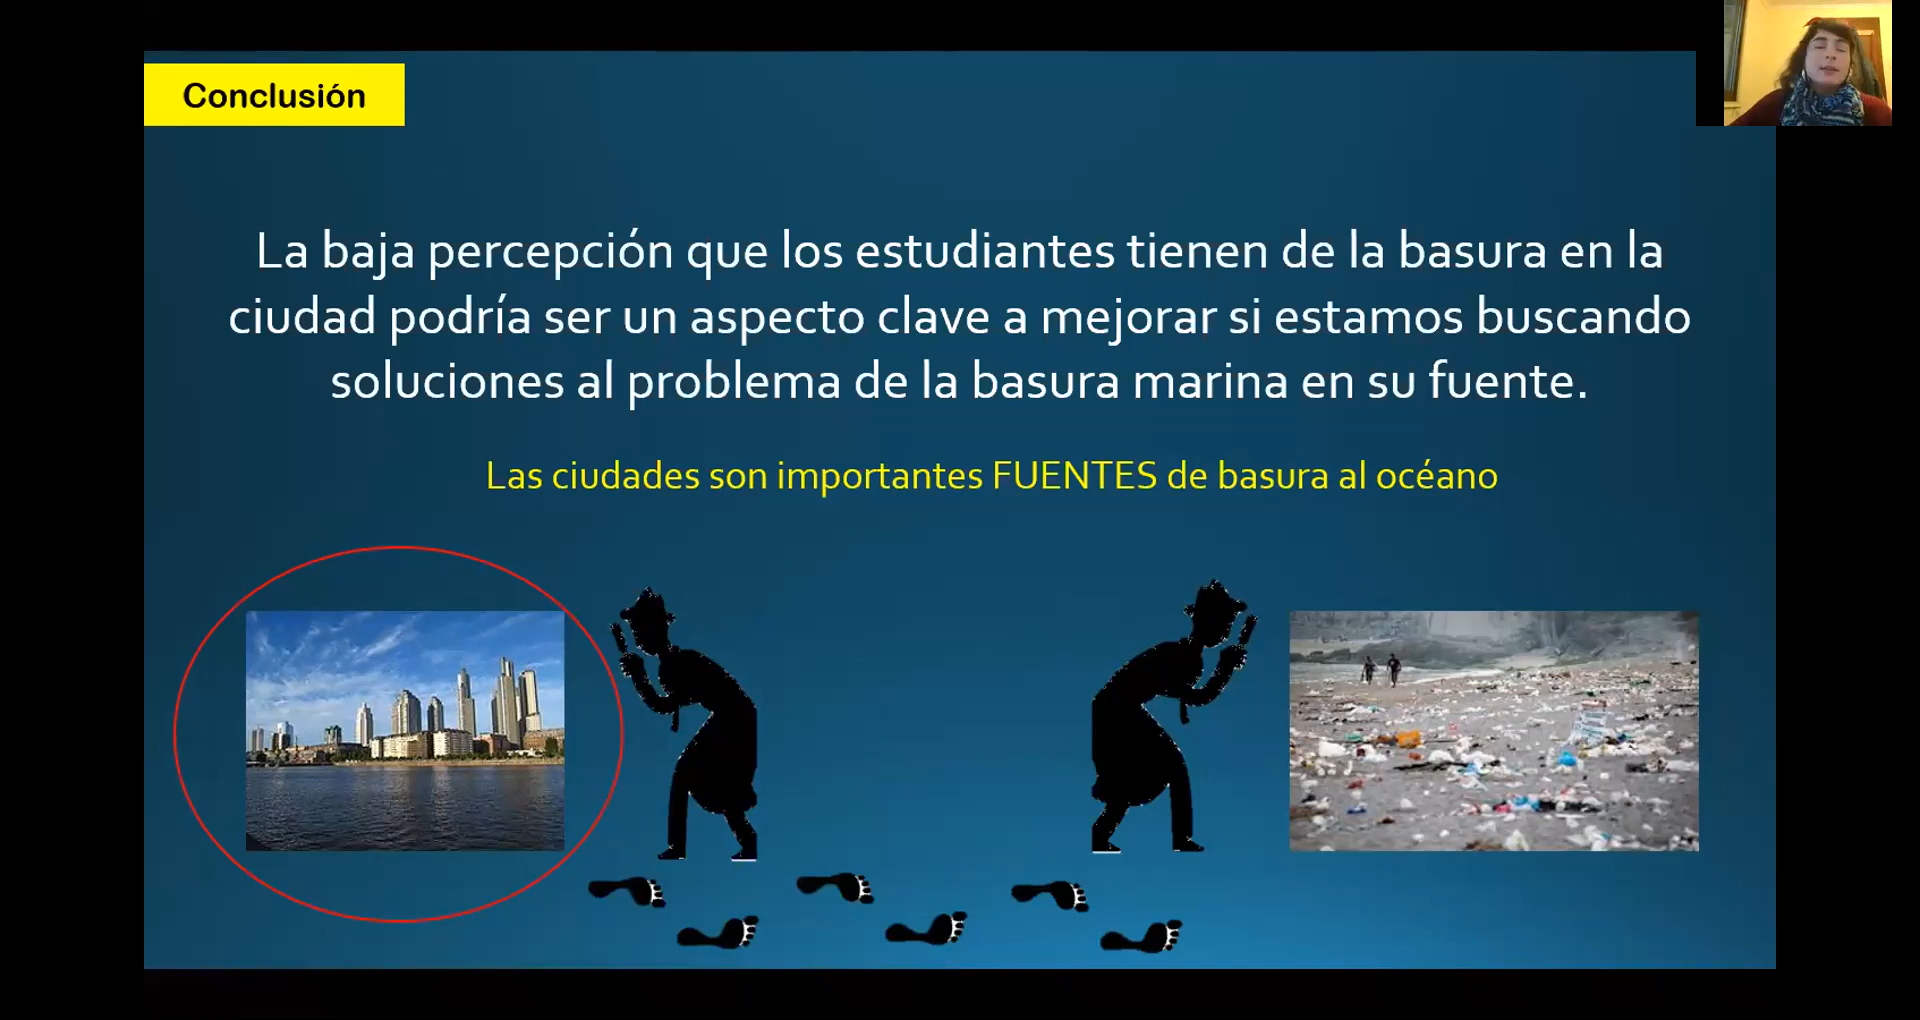 Conclusión
La baja percepción que los estudiantes tienen de la basura en la
ciudad podría ser un aspecto clave a mejorar si estamos buscando
soluciones al problema de la basura marina en su fuente.
Las ciudades son importantes FUENTES de basura al océano